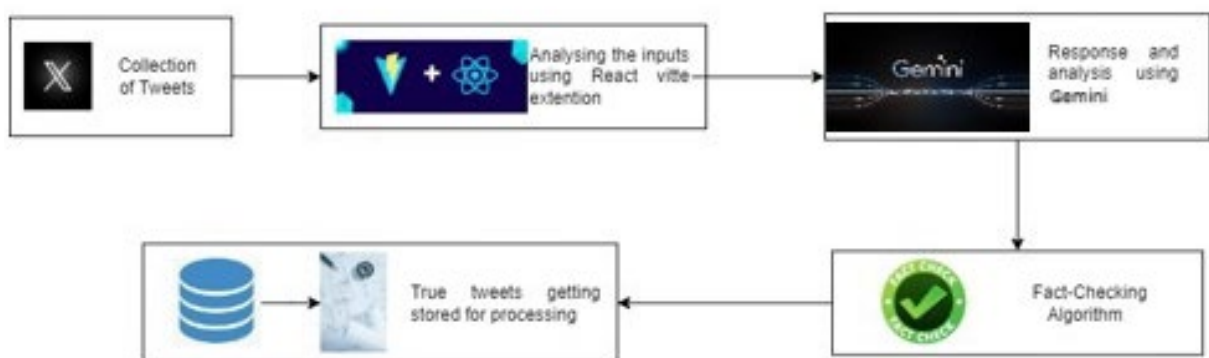 Collection
of Tweets
Analysing the inputs
using React vitte
extention
Gemini
Response and
analysis using
Gemini
True tweets getting
stored for processing
FACT CHECK
FACT CHECK
Fact-Checking
Algorithm